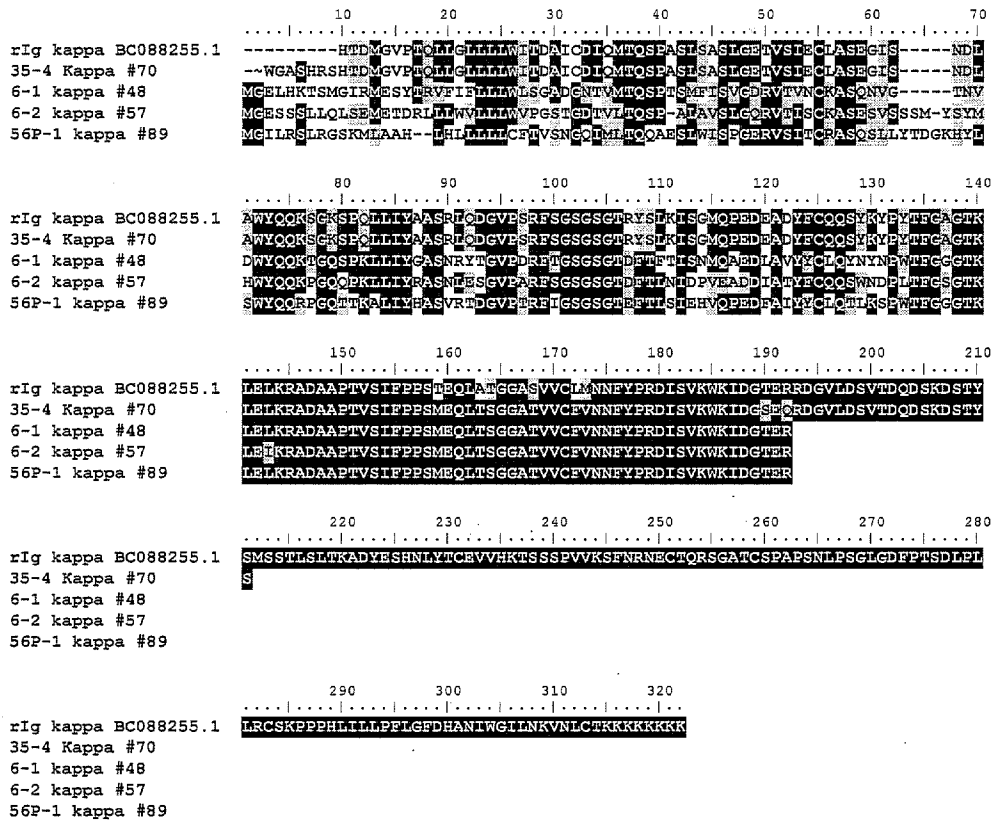 10 20 30 40 50 60 70
rIg kappa BC088255.1 ---------HTDMGVPTQLLGLLLLWITDAICDIQMTQSPASLSASLGETVSIECLASEGIS-----NDL
35-4 Kappa #70 ~~WGASHRSHTDMGVPTQLLGLLLLWITDAICDIQMTQSPASLSASLGETVSIECLASEGIS-----NDL
6-1 kappa #48 MGELHKTSMGIRMESYTRVFIFLLLWLSGADGNTVMTQSPTSMFISVGDRVTVNCKASQNVG-----TNV
6-2 kappa #57 MGESSSLLQLSEMETDRLLLWVLLLWVPGSTGDTVLTQSP-ALAVSLGQRVTISCKASESVSSSM-YSYM
56P-1 kappa #89 MGILRSLRGSKMLAAH--LHLLLLLCFTVSNGQIMLTQQAESLWISPGERVSITCRASQSLLYTDGKHYL
80 90 100 110 120 130 140
rIg kappa BC088255.1 AWYQQKSGKSPQLLIYAASRLQDGVPSRFSGSGSGTRYSLKISGMQPEDEADYFCQQSYKYPYTFGAGTK
35-4 Kappa #70 AWYQQKSGKSPQLLIYAASRLQDGVPSRFSGSGSGTRYSLKISGMQPEDEADYFCQQSYKYPYTFGAGTK
6-1 kappa #48 DWYQQKTGQSPKLLIYGASNRYTGVPDRFTGSGSGTDFTFTISNMQAEDLAVYYCLQYNYNPWTFGGGTK
6-2 kappa #57 HWYQQKPGQQPKLLIYRASNLESGVPARFSGSGSGTDFTLNIDPVEADDIATYFCQQSWNDPLTFGSGTK
56P-1 kappa #89 SWYQQRPGQTTKALIYHASVRTDGVPTRFIGSGSGTEFTLSIEHVQPEDFAIYYCLQTLKSPWTFGGGTK
150 160 170 180 190 200 210
rIg kappa BC088255.1 LELKRADAAPTVSIFPPSTEQLATGGASVVCLMNNFYPRDISVKWKIDGTERRDGVLDSVTDQDSKDSTY
35-4 Kappa #70 LELKRADAAPTVSIFPPSMEQLTSGGATVVCFVNNFYPRDISVKWKIDGSEQRDGVLDSVTDQDSKDSTY
6-1 kappa #48 LELKRADAAPTVSIFPPSMEQLTSGGATVVCFVNNFYPRDISVKWKIDGTER
6-2 kappa #57 LEIKRADAAPTVSIFPPSMEQLTSGGATVVCFVNNFYPRDISVKWKIDGTER
56P-1 kappa #89 LELKRADAAPTVSIFPPSMEQLTSGGATVVCFVNNFYPRDISVKWKIDGTER
220 230 240 250 260 270 280
rIg kappa BC088255.1 SMSSTLSLTKADYESHNLYTCEVVHKTSSSPVVKSFNRNECTQRSGATCSPAPSNLPSGLGDFPTSDLPL
35-4 Kappa #70 S
6-1 kappa #48
6-2 kappa #57
56P-1 kappa #89
290 300 310 320
rIg kappa BC088255.1 LRCSKPPPHLILLPFLGFDHANIWGILNKVNLCTKKKKKKKK
35-4 Kappa #70
6-1 kappa #48
6-2 kappa #57
56P-1 kappa #89